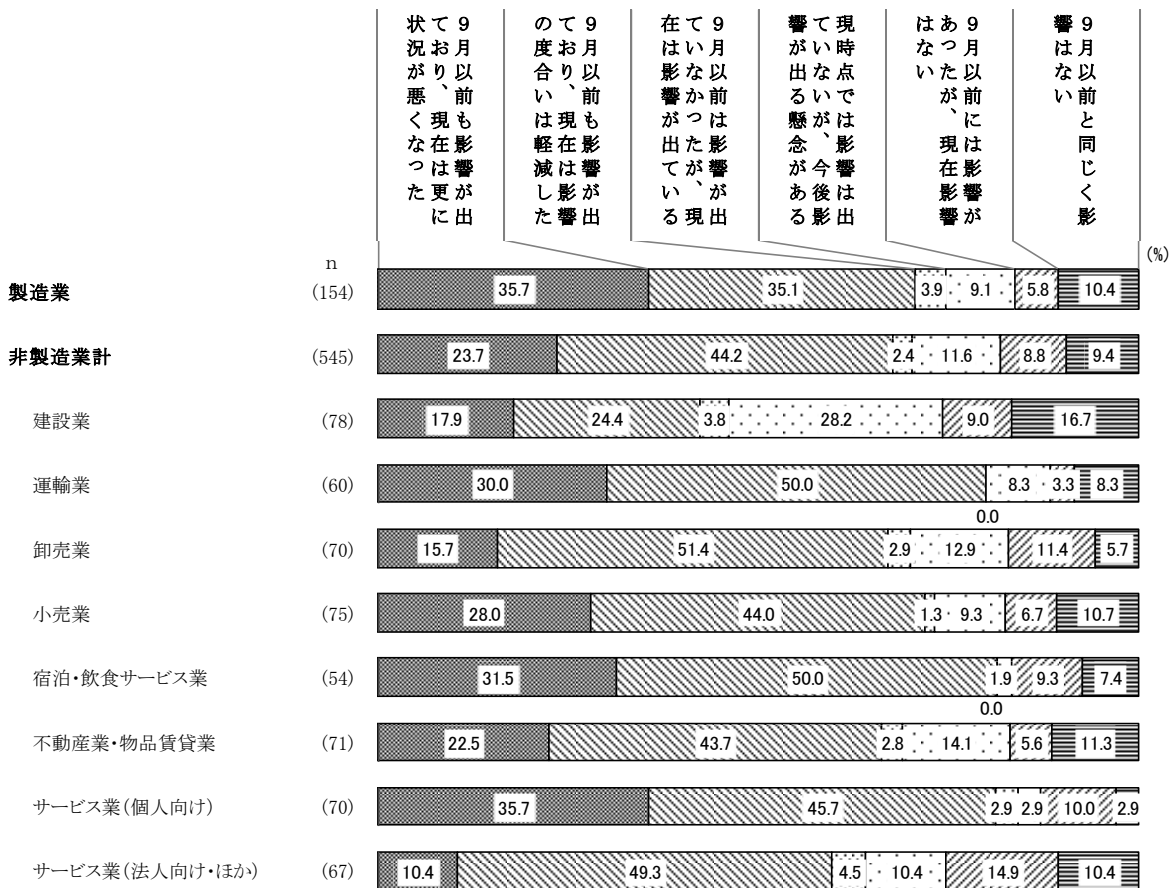 ９月以前も影響が出
ており、現在は更に
状況が悪くなった
９月以前も影響が出
ており、現在は影響
の度合いは軽減した
９月以前は影響が出
ていなかったが、現
在は影響が出ている
現時点では影響は出
ていないが、今後影
響が出る懸念がある
９月以前には影響が
あったが、現在影響
はない
９月以前と同じく影
響はない
(%)
n
製造業 (154) 35.7 35.1 3.9 9.1 5.8 10.4
非製造業計 (545) 23.7 44.2 2.4 11.6 8.8 9.4
建設業 (78) 17.9 24.4 3.8 28.2 9.0 16.7
運輸業 (60) 30.0 50.0 8.3 3.3 8.3
0.0
卸売業 (70) 15.7 51.4 2.9 12.9 11.4 5.7
小売業 (75) 28.0 44.0 1.3 9.3 6.7 10.7
宿泊・飲食サービス業 (54) 31.5 50.0 1.9 9.3 7.4
0.0
不動産業・物品賃貸業 (71) 22.5 43.7 2.8 14.1 5.6 11.3
サービス業（個人向け） (70) 35.7 45.7 2.9 2.9 10.0 2.9
サービス業（法人向け・ほか） (67) 10.4 49.3 4.5 10.4 14.9 10.4